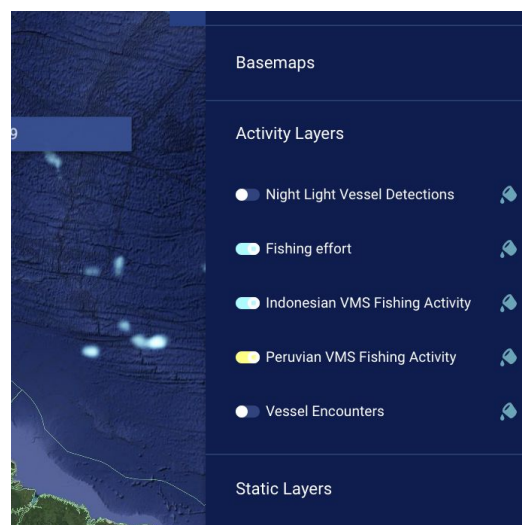 Basemaps
9
Activity Layers
Night Light Vessel Detections
Fishing effort
Indonesian VMS Fishing Activity
Peruvian VMS Fishing Activity
Vessel Encounters
Static Layers